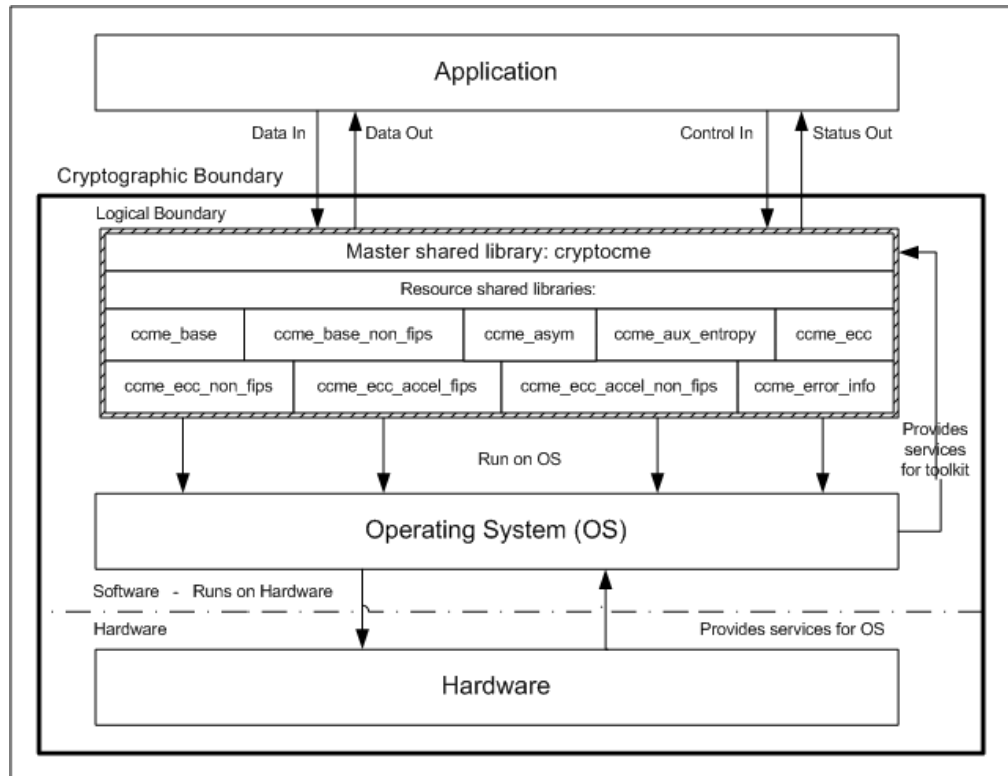 Application
Data In
Data Out
Control In
Status Out
Cryptographic Boundary
Logical Boundary
Master shared library: cryptocme
Resource shared libraries:
ccme_base
ccme_base_non_fips
ccme_asym
ccme_aux_entropy
ccme_ecc
ccme_ecc_non_fips
ccme_ecc_accel_fips
ccme_ecc_accel_non_fips
ccme_error_info
Run on OS
Provides
services
for toolkit
Operating System (OS)
Software - Runs on Hardware
Hardware
Provides services for OS
Hardware